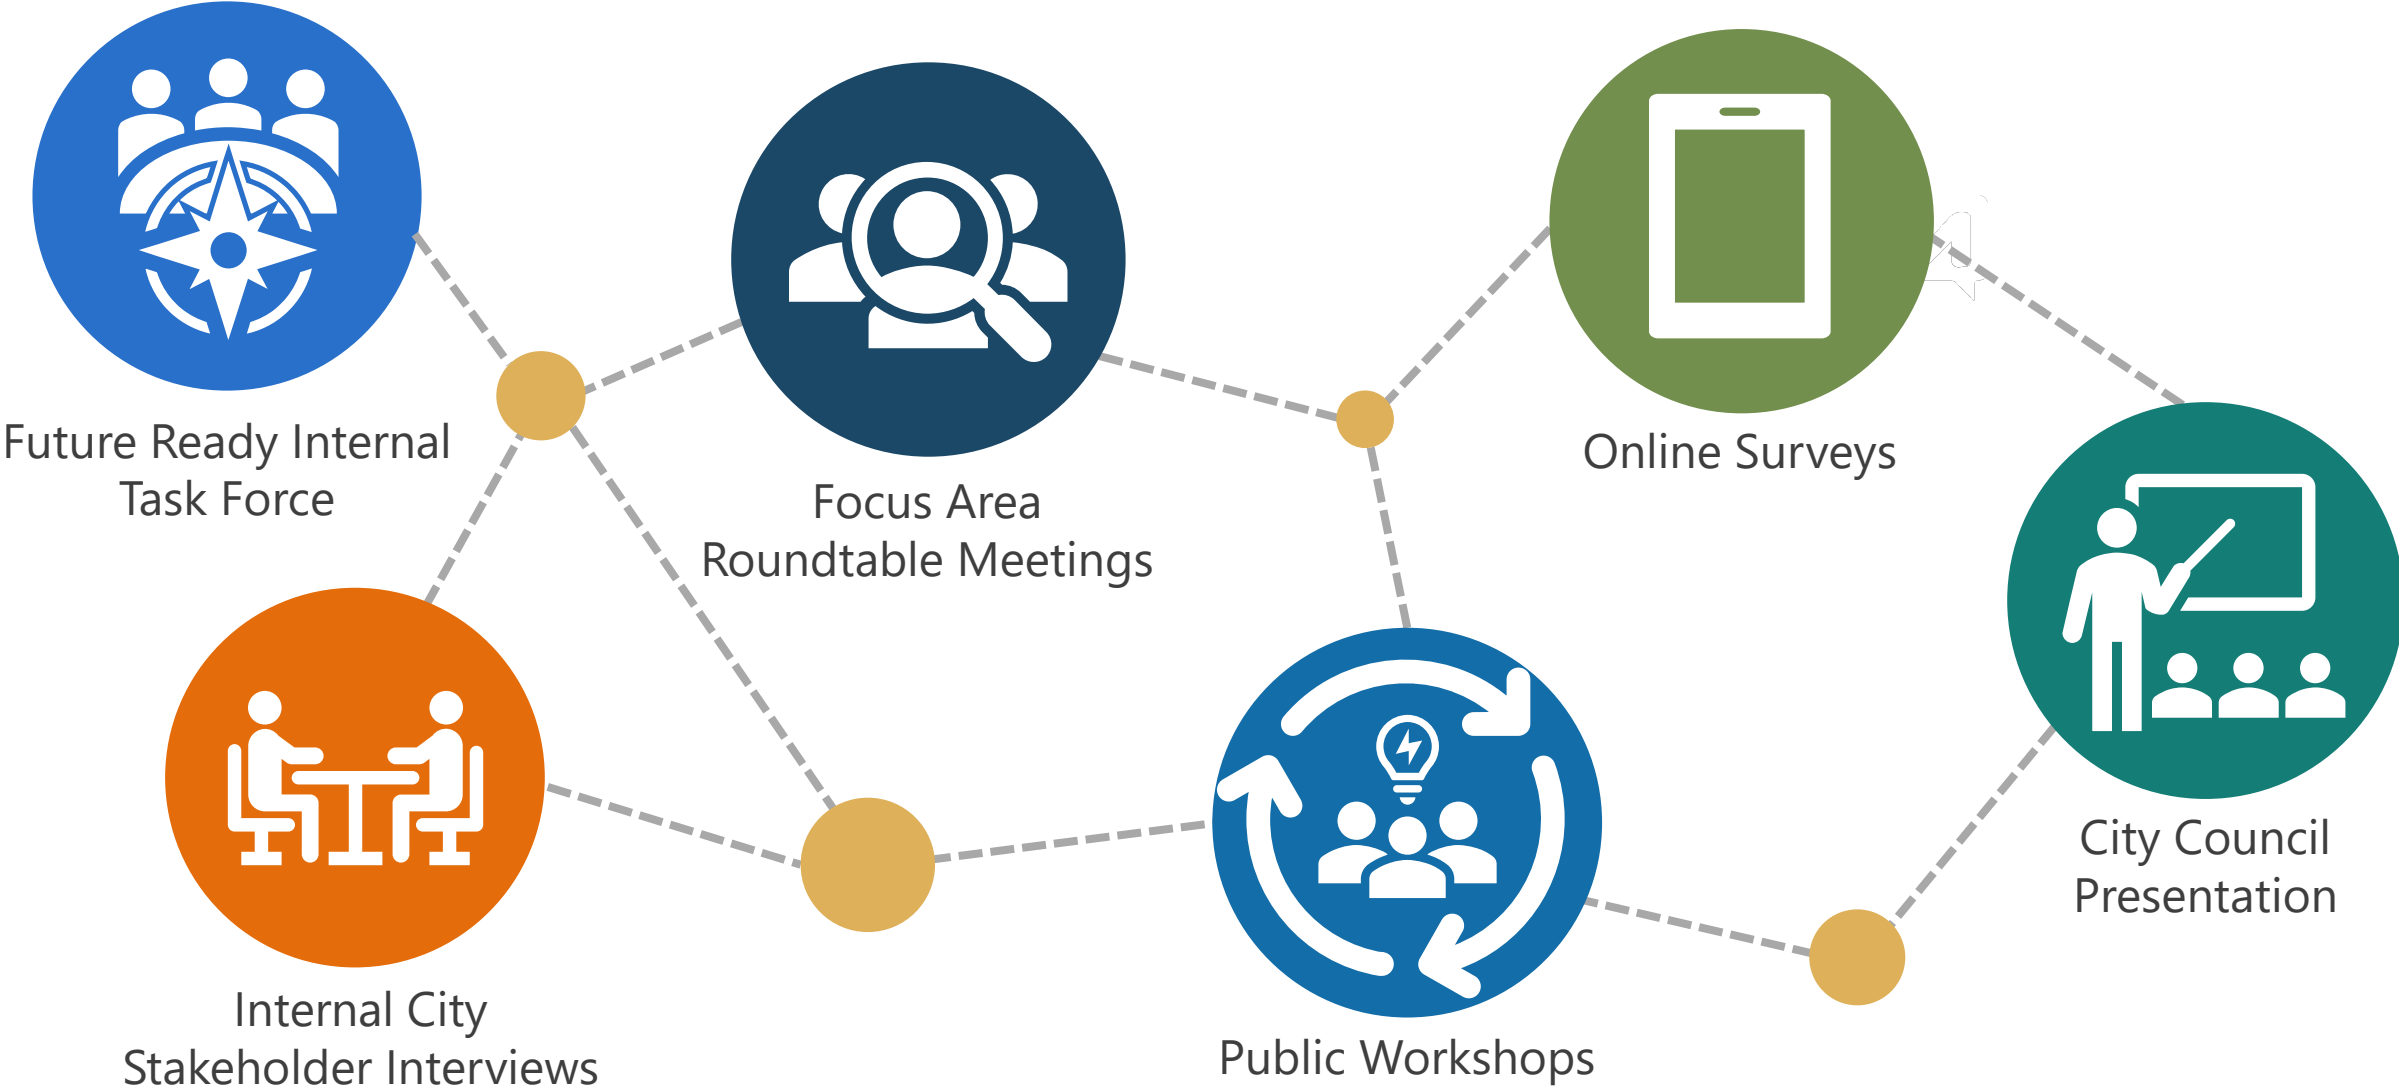 Future Ready Internal
Task Force
Focus Area
Roundtable Meetings
Online Surveys
Internal City
Stakeholder Interviews
Public Workshops
City Council
Presentation